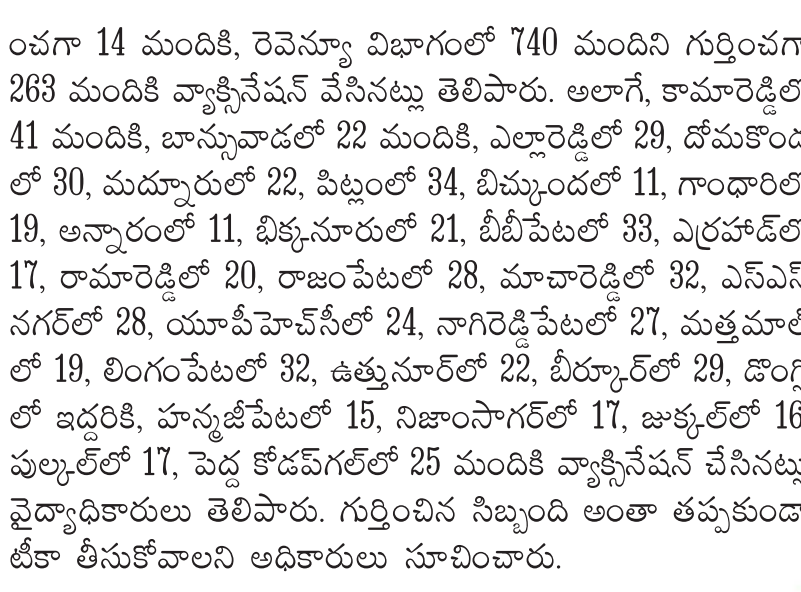 ంచగా 14 మందికి, రెవెన్యూ విభాగంలో 740 మందిని గుర్తించగా
263 మందికి వ్యాక్సినేషన్ వేసినట్లు తెలిపారు. అలాగే, కామారెడ్డిలో
41 మందికి, బాన్సువాడలో 22 మందికి, ఎల్లారెడ్డిలో 29, దోమకొండ
లో 30, మద్నూరులో 22, పిట్లంలో 34, బిచ్కుందలో 11, గాంధారిలో
19, అన్నారంలో 11, భిక్కనూరులో 21, బీబీపేటలో 33, ఎర్రహాడ్‌లో
17, రామారెడ్డిలో 20, రాజంపేటలో 28, మాచారెడ్డిలో 32, ఎస్ఎస్
నగర్‌లో 28, యూపీహెచ్‌సీలో 24, నాగిరెడ్డిపేటలో 27, మత్తమాల్
లో 19, లింగంపేటలో 32, ఉత్తునూర్‌లో 22, బీర్కూర్‌లో 29, డొంగ్లి
లో ఇద్దరికి, హన్మజీపేటలో 15, నిజాంసాగర్‌లో 17, జుక్కల్‌లో 16
పుల్కల్‌లో 17, పెద్ద కోడప్‌గల్‌లో 25 మందికి వ్యాక్సినేషన్ చేసినట్లు
వైద్యాధికారులు తెలిపారు. గుర్తించిన సిబ్బంది అంతా తప్పకుండా
టీకా తీసుకోవాలని అధికారులు సూచించారు.